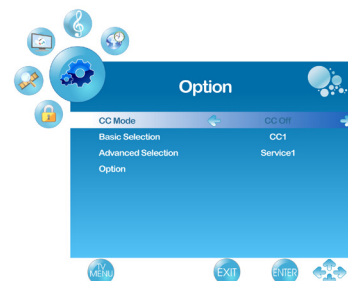 Option
CC Mode CC Off
Basic Selection CC1
Advanced Selection Service1
Option
TV MENU EXIT ENTER